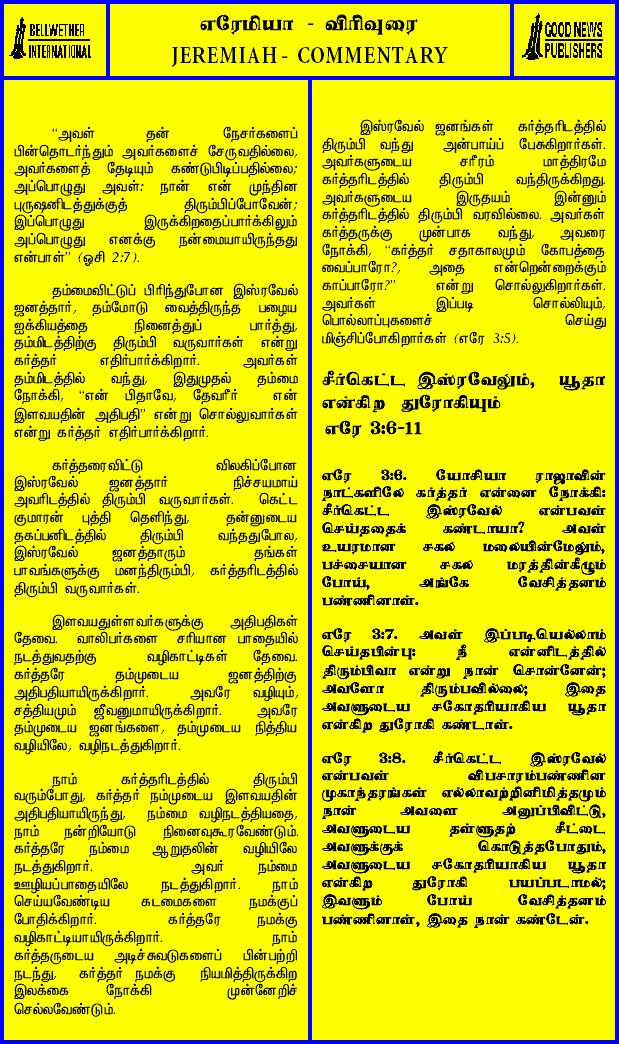 BELLWETHER
INTERNATIONAL
எரேமியா - விரிவுரை
JEREMIAH - COMMENTARY
GOOD NEWS
PUBLISHERS
“அவள் தன் நேசர்களைப்
பின்தொடர்ந்தும் அவர்களைச் சேருவதில்லை,
அவர்களைத் தேடியும் கண்டுபிடிப்பதில்லை;
அப்பொழுது அவள்: நான் என் முந்தின
புருஷனிடத்துக்குத் திரும்பிப்போவேன்;
இப்பொழுது இருக்கிறதைப்பார்க்கிலும்
அப்பொழுது எனக்கு நன்மையாயிருந்தது
என்பாள்” (ஓசி 2:7).
தம்மைவிட்டுப் பிரிந்துபோன இஸ்ரவேல்
ஜனத்தார், தம்மோடு வைத்திருந்த பழைய
ஐக்கியத்தை நினைத்துப் பார்த்து,
தம்மிடத்திற்கு திரும்பி வருவார்கள் என்று
கர்த்தர் எதிர்பார்க்கிறார். அவர்கள்
தம்மிடத்தில் வந்து, இதுமுதல் தம்மை
நோக்கி, “என் பிதாவே, தேவரீர் என்
இளவயதின் அதிபதி” என்று சொல்லுவார்கள்
என்று கர்த்தர் எதிர்பார்க்கிறார்.
கர்த்தரைவிட்டு விலகிப்போன
இஸ்ரவேல் ஜனத்தார் நிச்சயமாய்
அவரிடத்தில் திரும்பி வருவார்கள். கெட்ட
குமாரன் புத்தி தெளிந்து, தன்னுடைய
தகப்பனிடத்தில் திரும்பி வந்ததுபோல,
இஸ்ரவேல் ஜனத்தாரும் தங்கள்
பாவங்களுக்கு மனந்திரும்பி, கர்த்தரிடத்தில்
திரும்பி வருவார்கள்.
இளவயதுள்ளவர்களுக்கு அதிபதிகள்
தேவை. வாலிபர்களை சரியான பாதையில்
நடத்துவதற்கு வழிகாட்டிகள் தேவை.
கர்த்தரே தம்முடைய ஜனத்திற்கு
அதிபதியாயிருக்கிறார். அவரே வழியும்,
சத்தியமும் ஜீவனுமாயிருக்கிறார். அவரே
தம்முடைய ஜனங்களை, தம்முடைய நித்திய
வழியிலே, வழிநடத்துகிறார்.
நாம் கர்த்தரிடத்தில் திரும்பி
வரும்போது, கர்த்தர் நம்முடைய இளவயதின்
அதிபதியாயிருந்து, நம்மை வழிநடத்தியதை,
நாம் நன்றியோடு நினைவுகூரவேண்டும்.
கர்த்தரே நம்மை ஆறுதலின் வழியிலே
நடத்துகிறார். அவர் நம்மை
ஊழியப்பாதையிலே நடத்துகிறார். நாம்
செய்யவேண்டிய கடமைகளை நமக்குப்
போதிக்கிறார். கர்த்தரே நமக்கு
வழிகாட்டியாயிருக்கிறார். நாம்
கர்த்தருடைய அடிச்சுவடுகளைப் பின்பற்றி
நடந்து, கர்த்தர் நமக்கு நியமித்திருக்கிற
இலக்கை நோக்கி முன்னேறிச்
செல்லவேண்டும்.
இஸ்ரவேல் ஜனங்கள் கர்த்தரிடத்தில்
திரும்பி வந்து அன்பாய்ப் பேசுகிறார்கள்.
அவர்களுடைய சரீரம் மாத்திரமே
கர்த்தரிடத்தில் திரும்பி வந்திருக்கிறது.
அவர்களுடைய இருதயம் இன்னும்
கர்த்தரிடத்தில் திரும்பி வரவில்லை. அவர்கள்
கர்த்தருக்கு முன்பாக வந்து, அவரை
நோக்கி, “கர்த்தர் சதாகாலமும் கோபத்தை
வைப்பாரோ?, அதை என்றென்றைக்கும்
காப்பாரோ?” என்று சொல்லுகிறார்கள்.
அவர்கள் இப்படி சொல்லியும்,
பொல்லாப்புகளைச் செய்து
மிஞ்சிப்போகிறார்கள் (எரே 3:5).
சீர்கெட்ட இஸ்ரவேலும், யூதா
என்கிற துரோகியும்
எரே 3:6-11
எரே 3:6. யோசியா ராஜாவின்
நாட்களிலே கர்த்தர் என்னை நோக்கி:
சீர்கெட்ட இஸ்ரவேல் என்பவள்
செய்ததைக் கண்டாயா? அவள்
உயரமான சகல மலையின்மேலும்,
பச்சையான சகல மரத்தின்கீழும்
போய், அங்கே வேசித்தனம்
பண்ணினாள்.
எரே 3:7. அவள் இப்படியெல்லாம்
செய்தபின்பு: நீ என்னிடத்தில்
திரும்பிவா என்று நான் சொன்னேன்;
அவளோ திரும்பவில்லை; இதை
அவளுடைய சகோதரியாகிய யூதா
என்கிற துரோகி கண்டாள்.
எரே 3:8. சீர்கெட்ட இஸ்ரவேல்
என்பவள் விபசாரம்பண்ணின
முகாந்தரங்கள் எல்லாவற்றினிமித்தமும்
நான் அவளை அனுப்பிவிட்டு,
அவளுடைய தள்ளுதற் சீட்டை
அவளுக்குக் கொடுத்தபோதும்,
அவளுடைய சகோதரியாகிய யூதா
என்கிற துரோகி பயப்படாமல்;
இவளும் போய் வேசித்தனம்
பண்ணினாள், இதை நான் கண்டேன்.